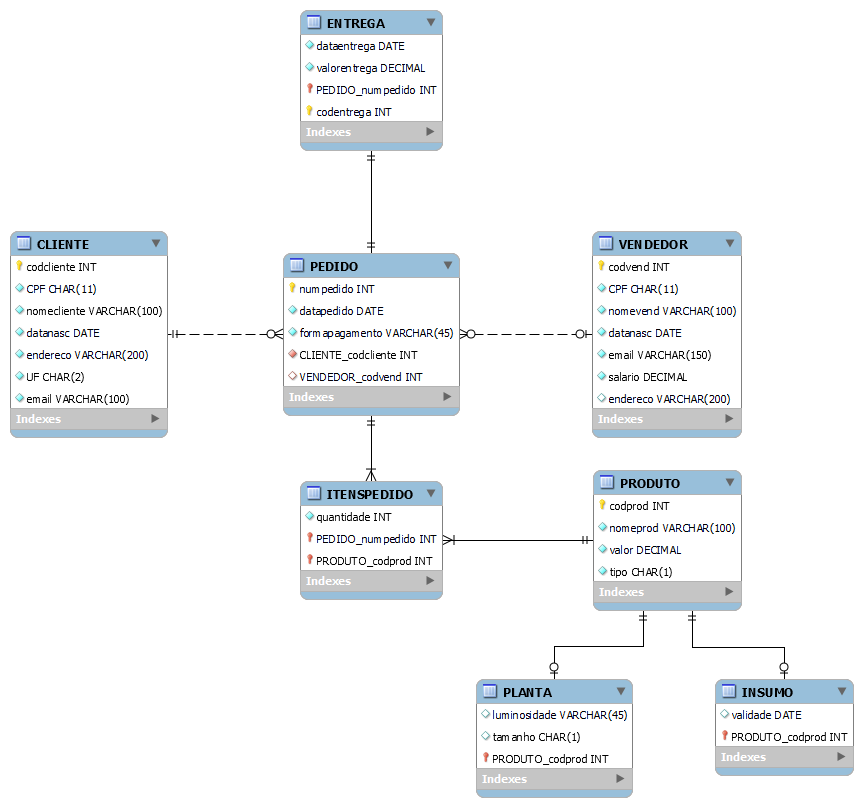 ENTREGA
dataentrega DATE
valorentrega DECIMAL
PEDIDO_numpedido INT
codentrega INT
Indexes
CLIENTE
codcliente INT
CPF CHAR(11)
nomecliente VARCHAR(100)
datanasc DATE
endereco VARCHAR(200)
UF CHAR(2)
email VARCHAR(100)
Indexes
PEDIDO
numpedido INT
datapedido DATE
formapagamento VARCHAR(45)
CLIENTE_codcliente INT
VENDEDOR_codvend INT
Indexes
VENDEDOR
codvend INT
CPF CHAR(11)
nomevend VARCHAR(100)
datanasc DATE
email VARCHAR(150)
salario DECIMAL
endereco VARCHAR(200)
Indexes
ITENSPEDIDO
quantidade INT
PEDIDO_numpedido INT
PRODUTO_codprod INT
Indexes
PRODUTO
codprod INT
nomeprod VARCHAR(100)
valor DECIMAL
tipo CHAR(1)
Indexes
PLANTA
luminosidade VARCHAR(45)
tamanho CHAR(1)
PRODUTO_codprod INT
Indexes
INSUMO
validade DATE
PRODUTO_codprod INT
Indexes